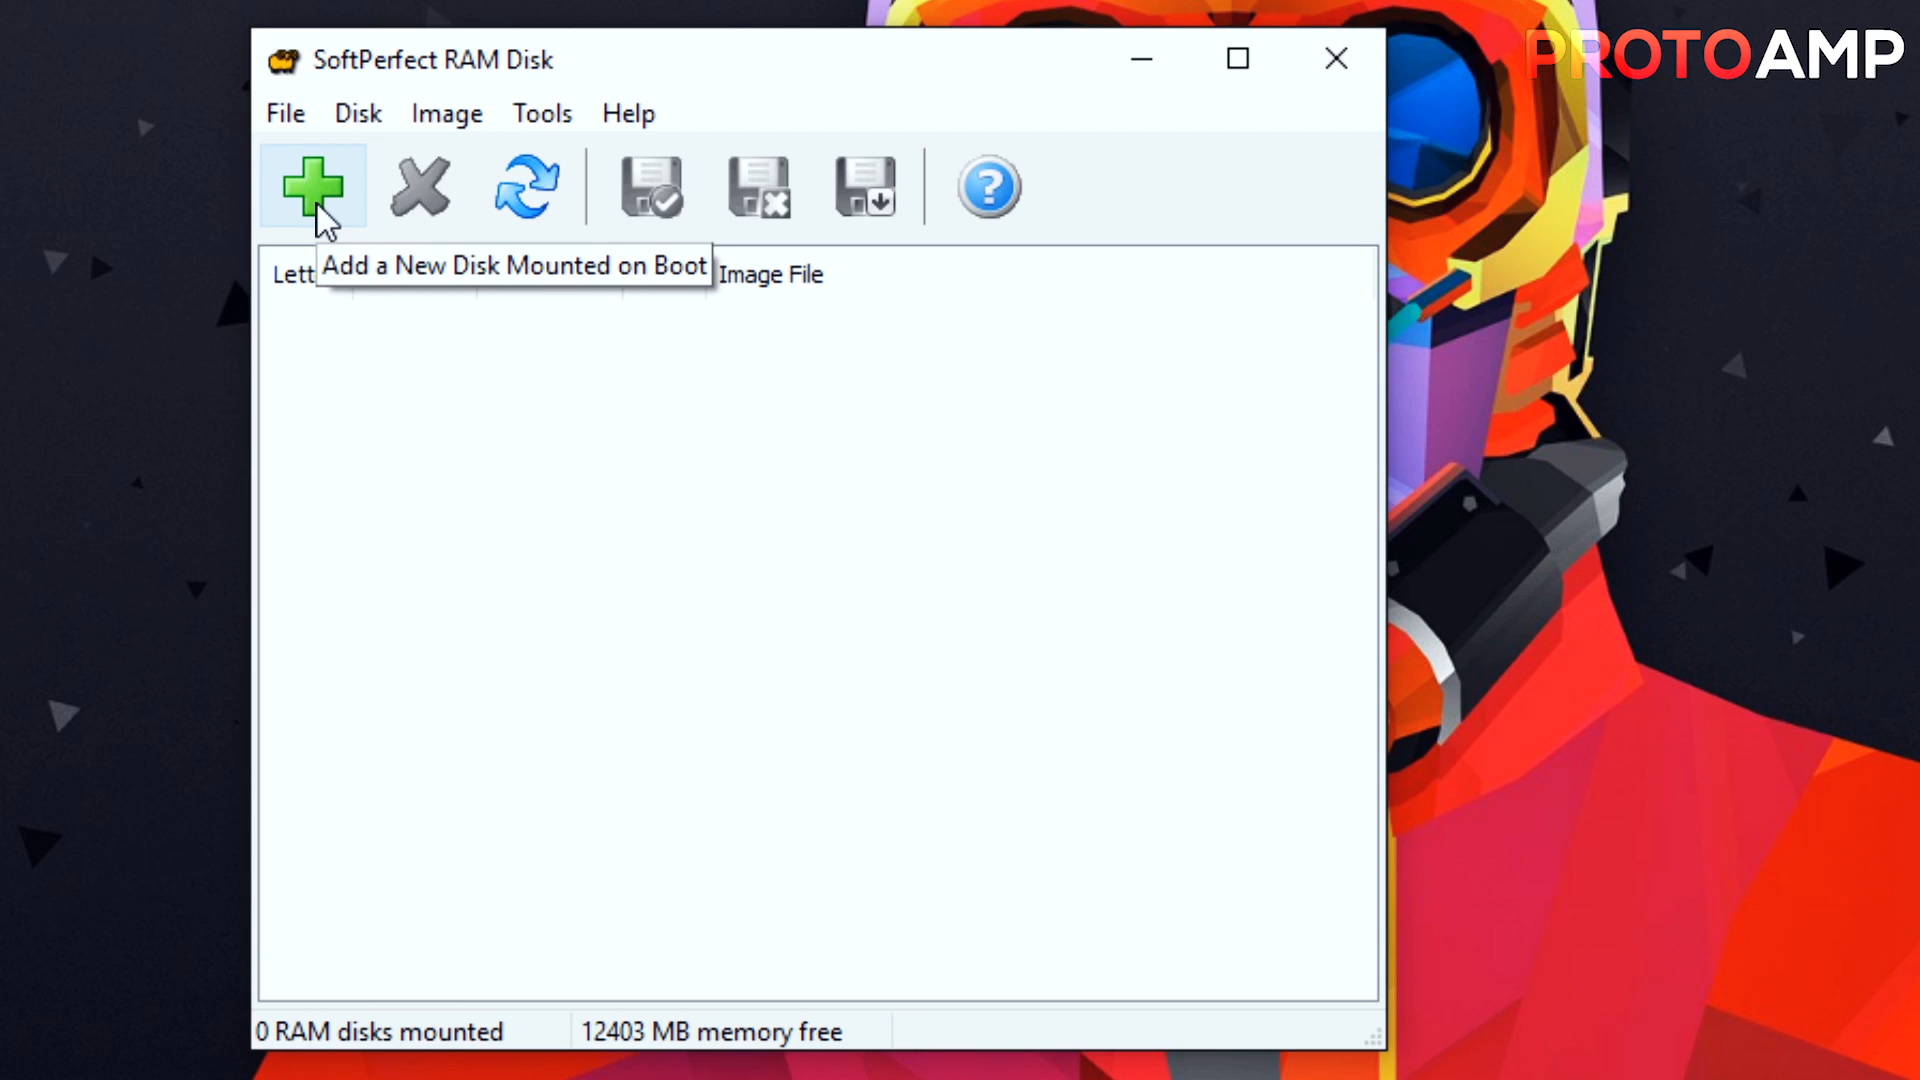 SoftPerfect RAM Disk
PROTOAMP
File Disk Image Tools Help
Add a New Disk Mounted on Boot
Lett
Image File
0 RAM disks mounted
12403 MB memory free